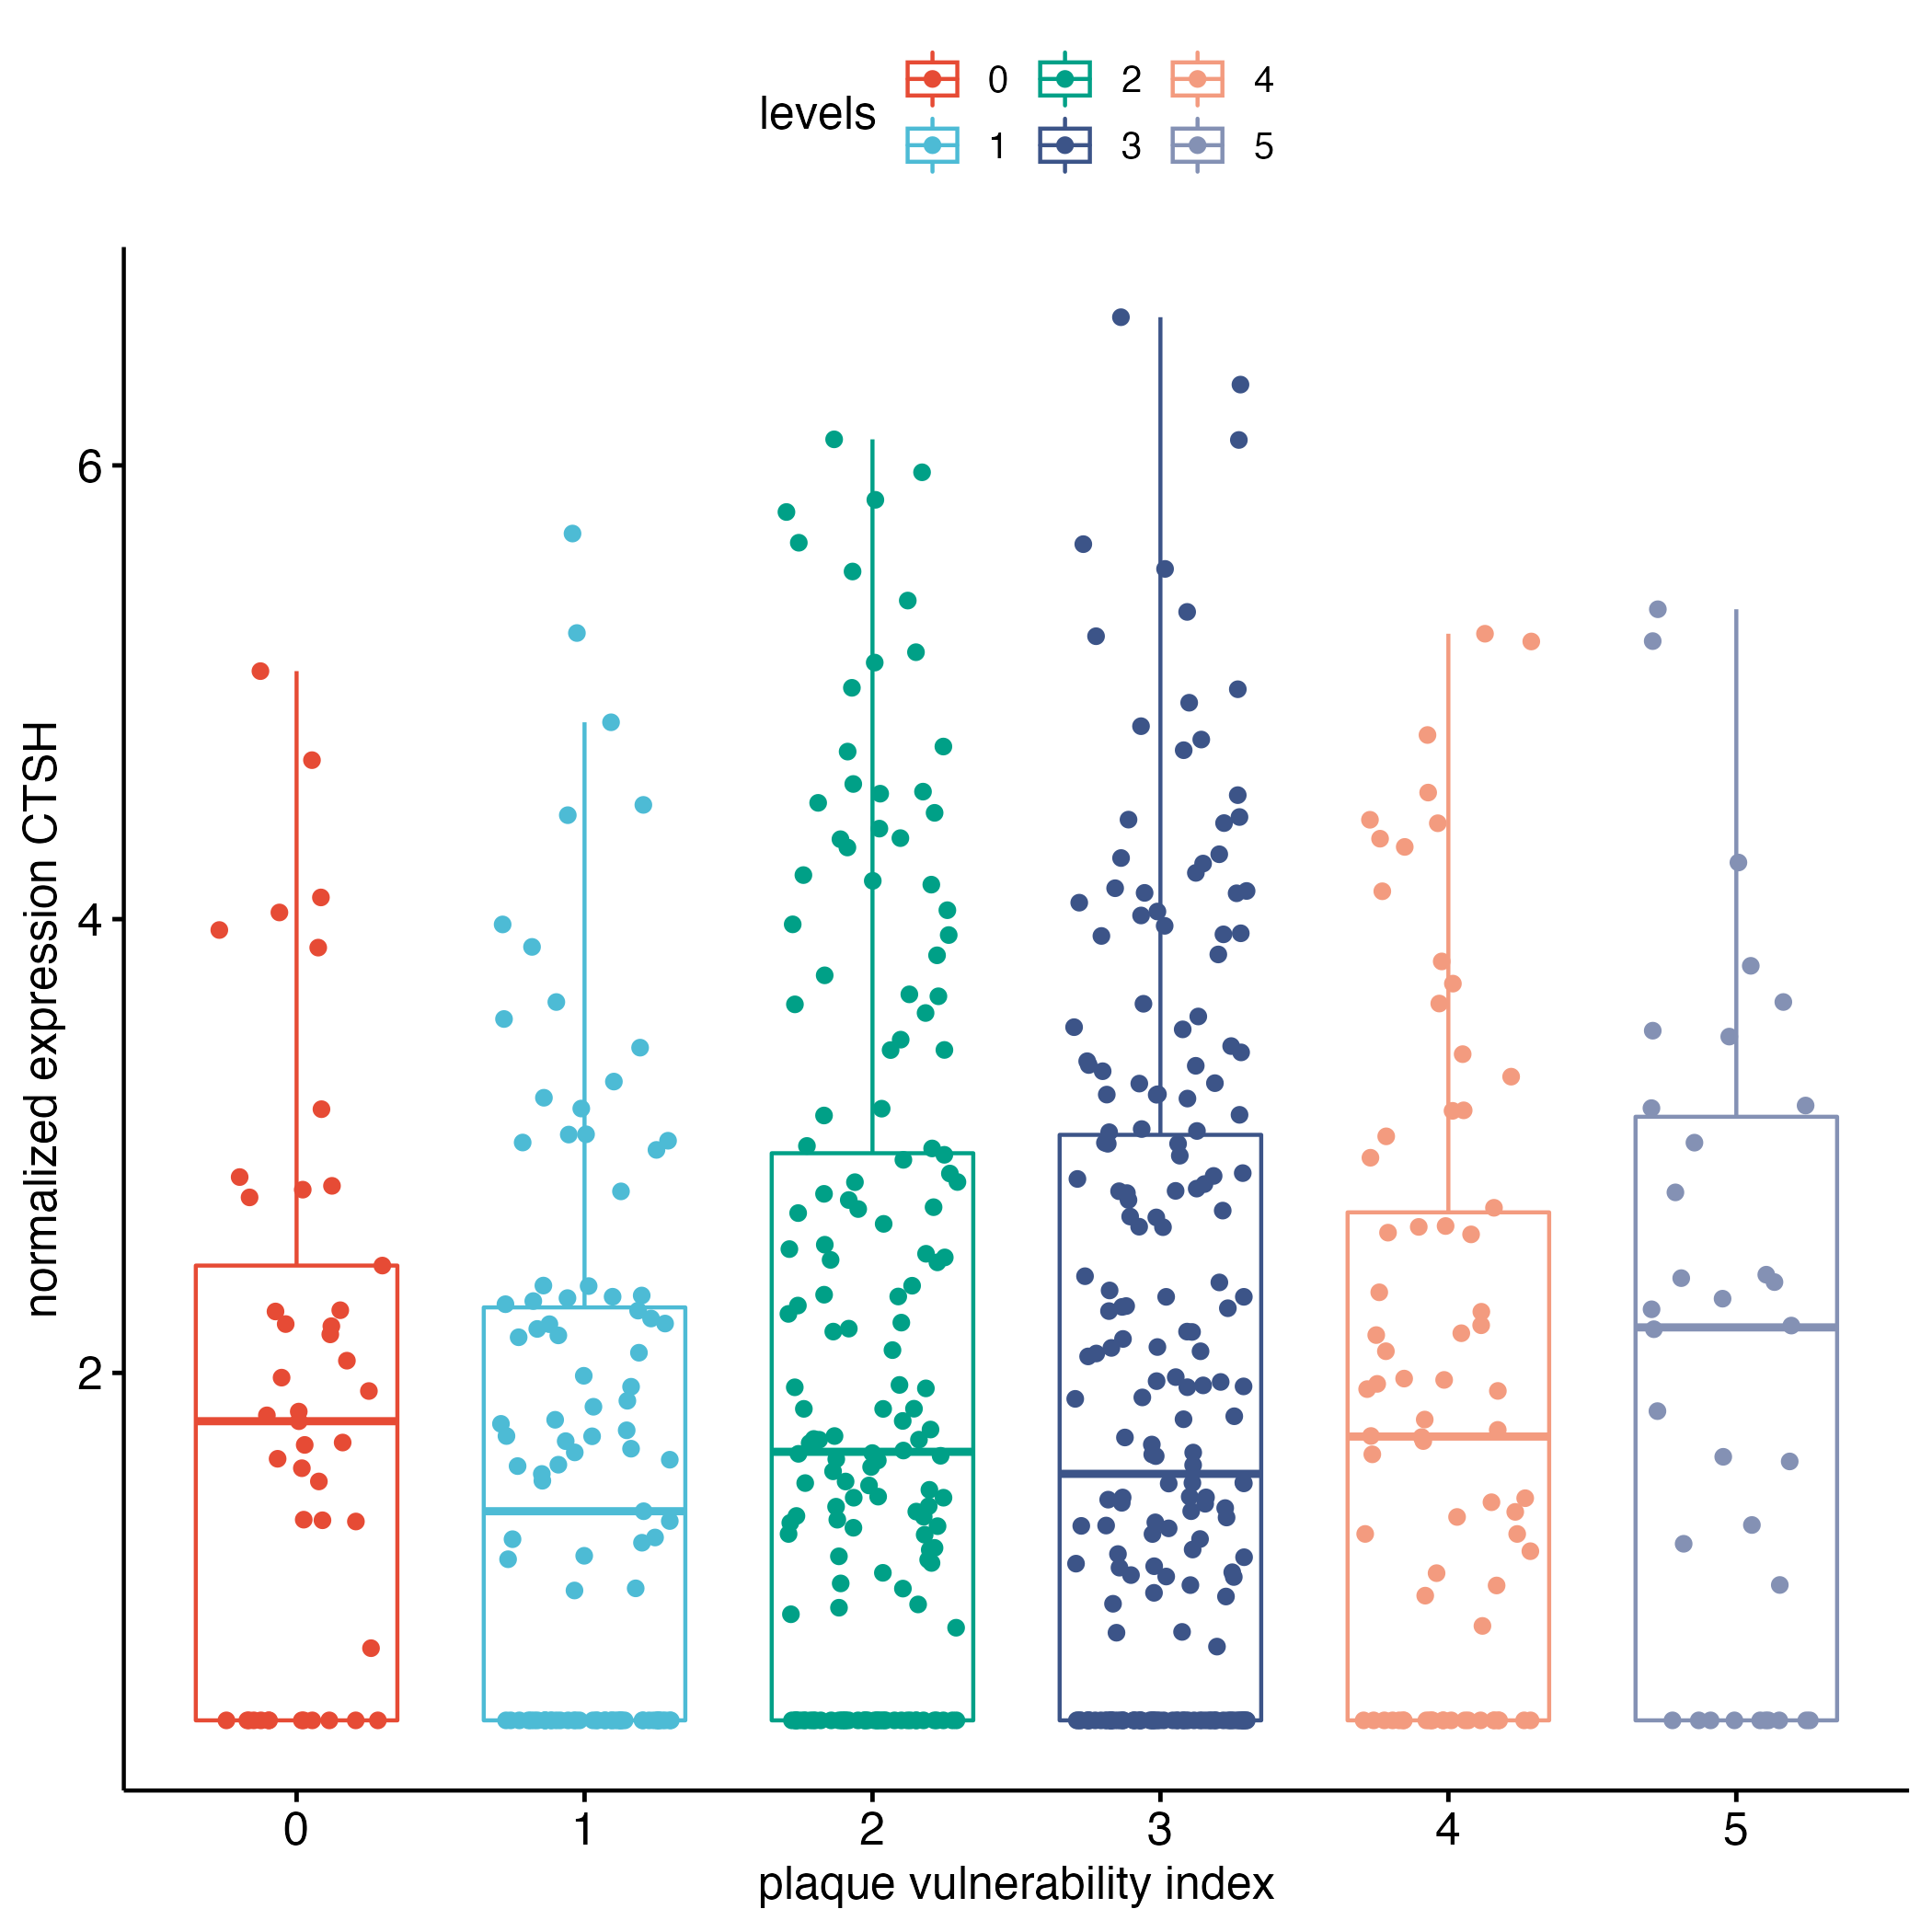 levels
0 2 4
1 3 5
normalized expression CTSH
6
4
2
0 1 2 3 4 5
plaque vulnerability index